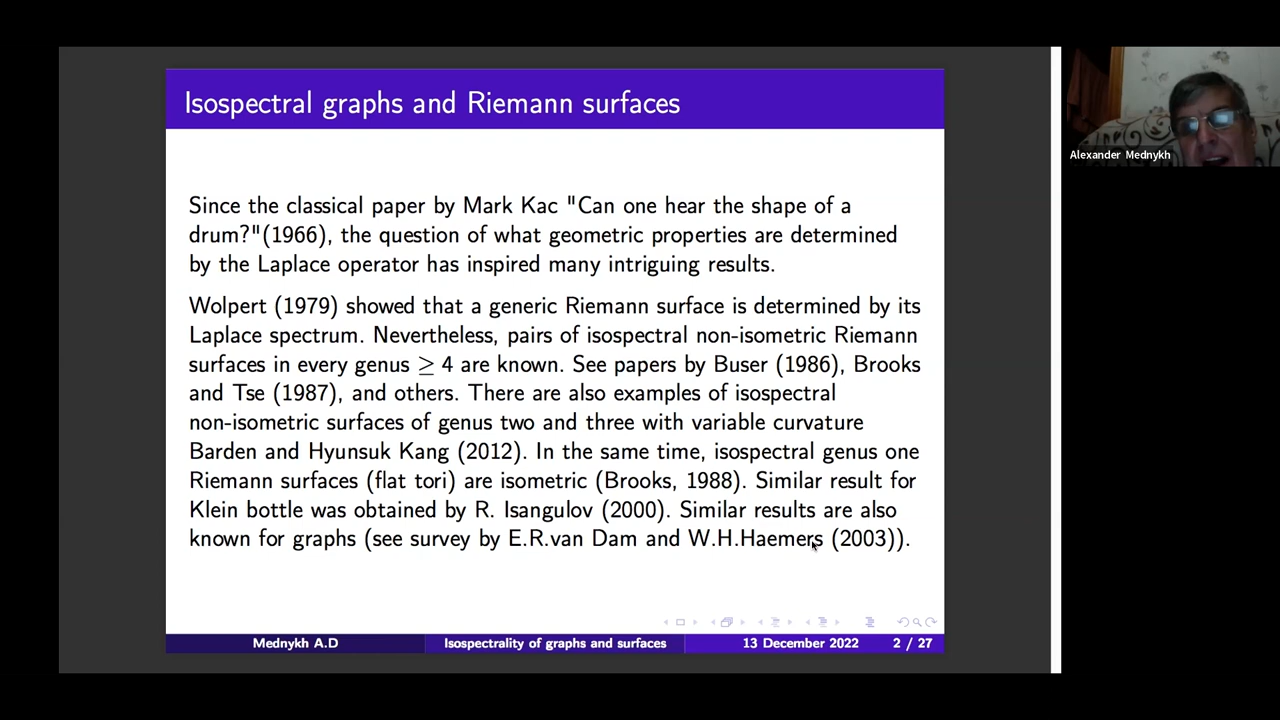 Isospectral graphs and Riemann surfaces
Since the classical paper by Mark Kac "Can one hear the shape of a
drum?"(1966), the question of what geometric properties are determined
by the Laplace operator has inspired many intriguing results.
Wolpert (1979) showed that a generic Riemann surface is determined by its
Laplace spectrum. Nevertheless, pairs of isospectral non-isometric Riemann
surfaces in every genus ≥ 4 are known. See papers by Buser (1986), Brooks
and Tse (1987), and others. There are also examples of isospectral
non-isometric surfaces of genus two and three with variable curvature
Barden and Hyunsuk Kang (2012). In the same time, isospectral genus one
Riemann surfaces (flat tori) are isometric (Brooks, 1988). Similar result for
Klein bottle was obtained by R. Isangulov (2000). Similar results are also
known for graphs (see survey by E.R.van Dam and W.H.Haemers (2003)).
Mednykh A.D
Isospectrality of graphs and surfaces
13 December 2022
2 / 27
Alexander Mednykh